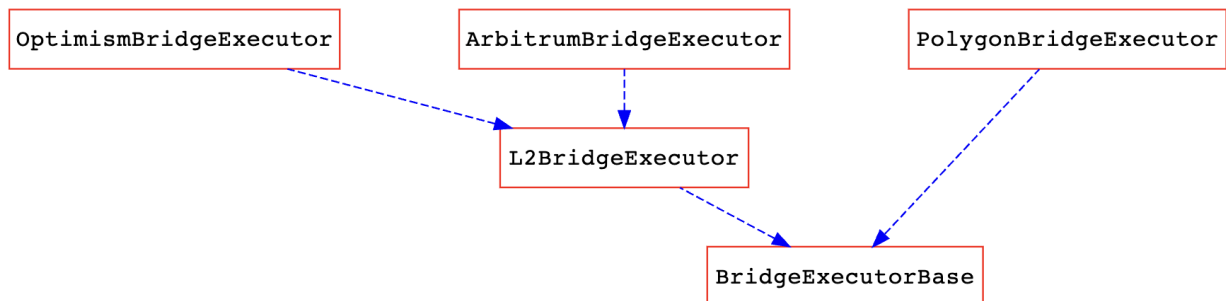 OptimismBridgeExecutor
ArbitrumBridgeExecutor
PolygonBridgeExecutor
L2BridgeExecutor
BridgeExecutorBase